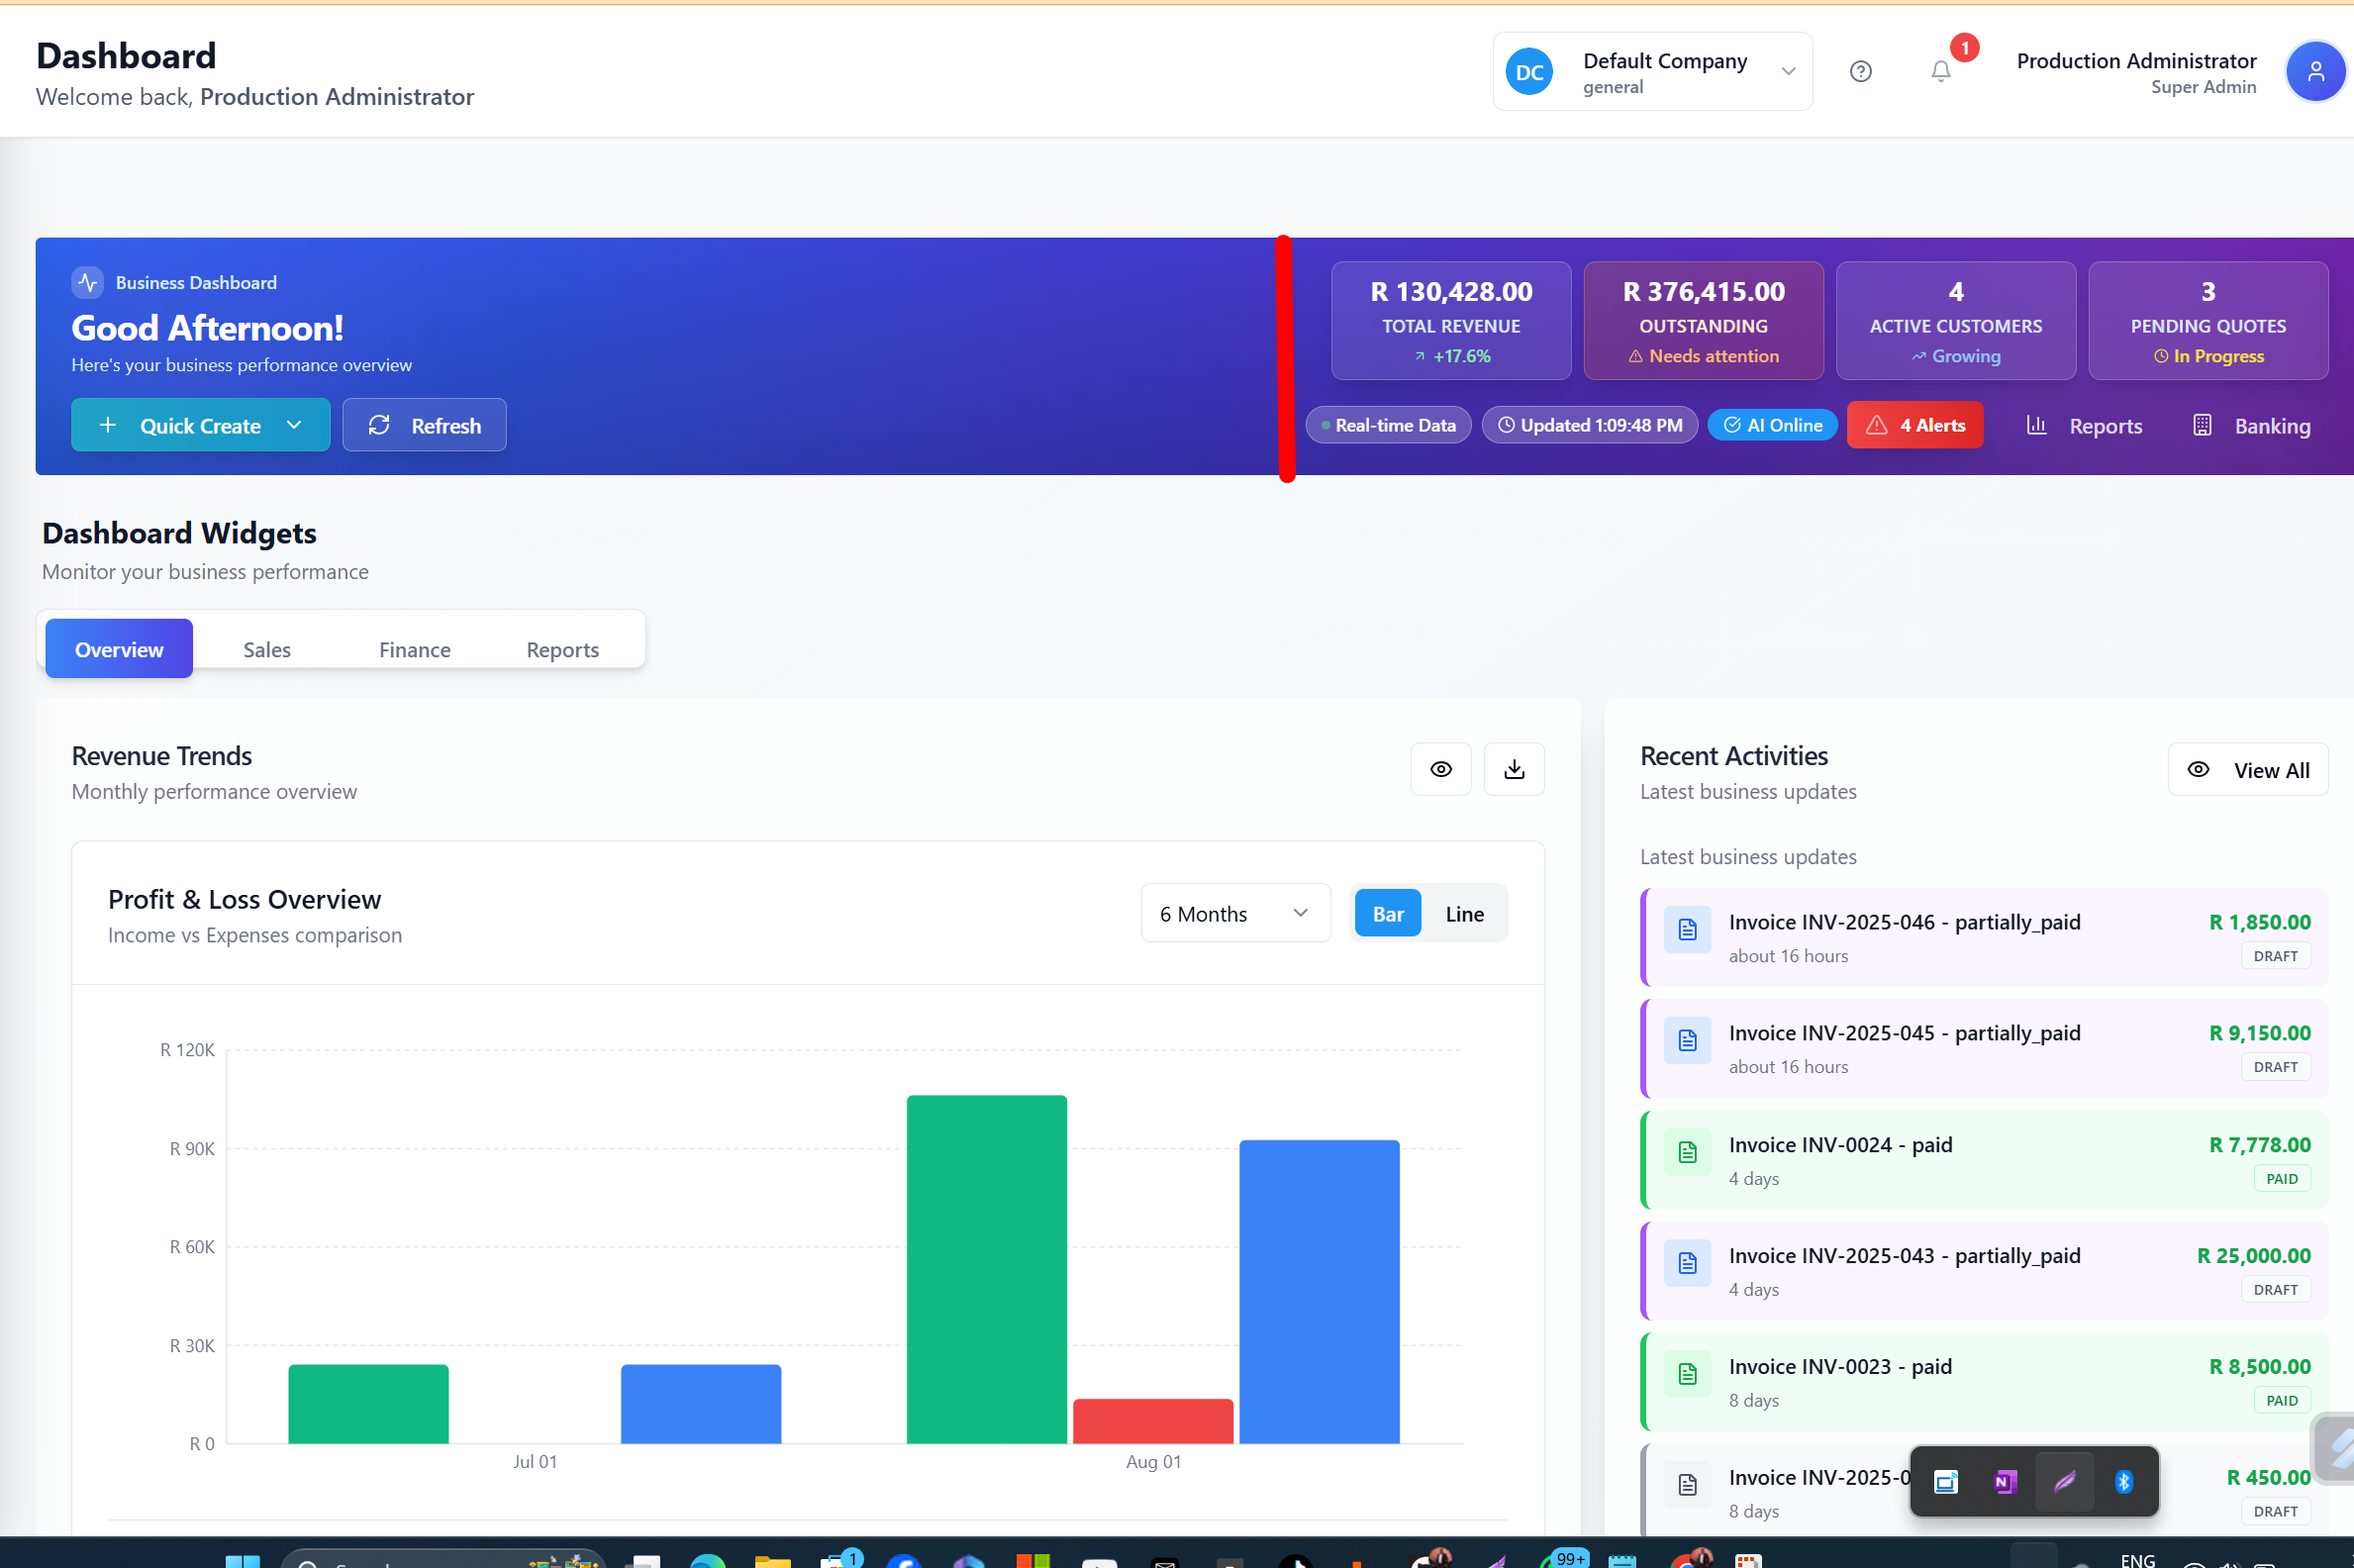 Dashboard
Welcome back, Production Administrator
DC
Default Company
general
1
Production Administrator
Super Admin
Business Dashboard
Good Afternoon!
Here's your business performance overview
Quick Create
Refresh
R 130,428.00
TOTAL REVENUE
+17.6%
R 376,415.00
OUTSTANDING
Needs attention
4
ACTIVE CUSTOMERS
Growing
3
PENDING QUOTES
In Progress
Real-time Data
Updated 1:09:48 PM
AI Online
4 Alerts
Reports
Banking
Dashboard Widgets
Monitor your business performance
Overview
Sales
Finance
Reports
Revenue Trends
Monthly performance overview
Profit & Loss Overview
Income vs Expenses comparison
6 Months
Bar
Line
R 120K
R 90K
R 60K
R 30K
R 0
Jul 01
Aug 01
Recent Activities
Latest business updates
View All
Latest business updates
Invoice INV-2025-046 - partially_paid
R 1,850.00
about 16 hours
DRAFT
Invoice INV-2025-045 - partially_paid
R 9,150.00
about 16 hours
DRAFT
Invoice INV-0024 - paid
R 7,778.00
4 days
PAID
Invoice INV-2025-043 - partially_paid
R 25,000.00
4 days
DRAFT
Invoice INV-0023 - paid
R 8,500.00
8 days
PAID
Invoice INV-2025-0
R 450.00
8 days
DRAFT
N
1
99+
ENG